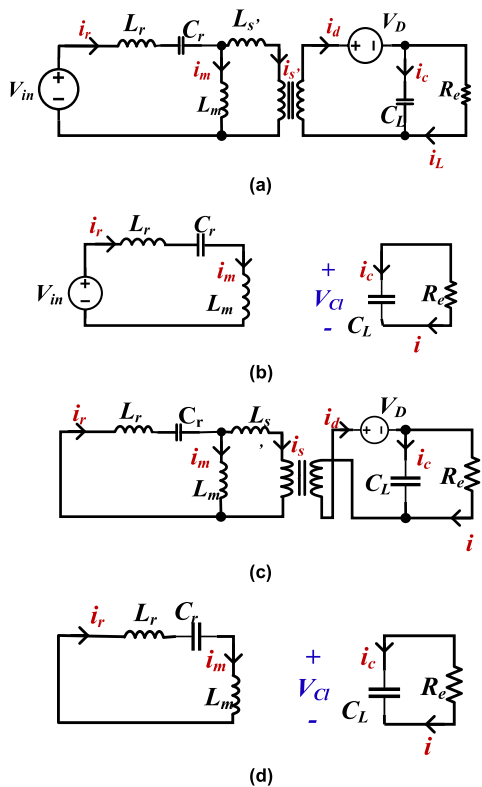 i_r L_r C_r L_s' i_d V_D
V_in i_m L_m i_s' i_c C_L R_e
i_L
(a)
i_r L_r C_r
V_in + - i_m L_m + V_Cl - i_c C_L R_e
i
(b)
i_r L_r C_r L_s ' i_d V_D
i_m L_m i_s i_c C_L R_e
i
(c)
i_r L_r C_r
i_m L_m + V_Cl - i_c C_L R_e
i
(d)